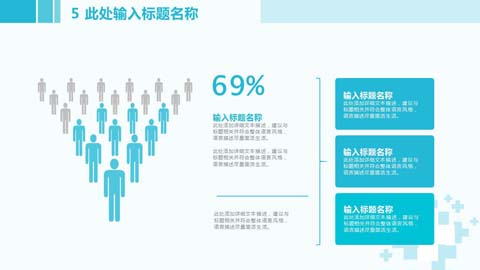 5 此处输入标题名称
69%
输入标题名称
此处添加详细文本描述，建议与
标题相关并符合整体语言风格，
语言描述尽量简洁生活。
此处添加详细文本描述，建议与
标题相关并符合整体语言风格，
语言描述尽量简洁生活。
此处添加详细文本描述，建议与
标题相关并符合整体语言风格，
语言描述尽量简洁生活。
输入标题名称
此处添加详细文本描述，建议与
标题相关并符合整体语言风格，
语言描述尽量简洁生活。
输入标题名称
此处添加详细文本描述，建议与
标题相关并符合整体语言风格，
语言描述尽量简洁生活。
输入标题名称
此处添加详细文本描述，建议与
标题相关并符合整体语言风格，
语言描述尽量简洁生活。